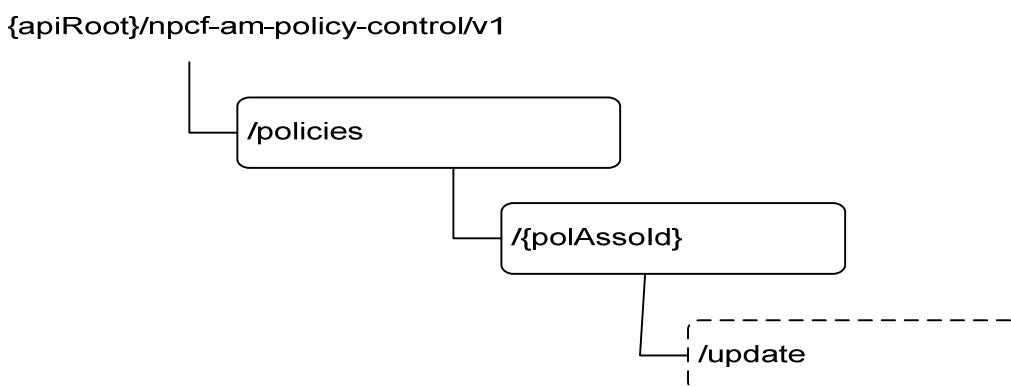 {apiRoot}/npcf-am-policy-control/v1
/policies
/{polAssoId}
/update